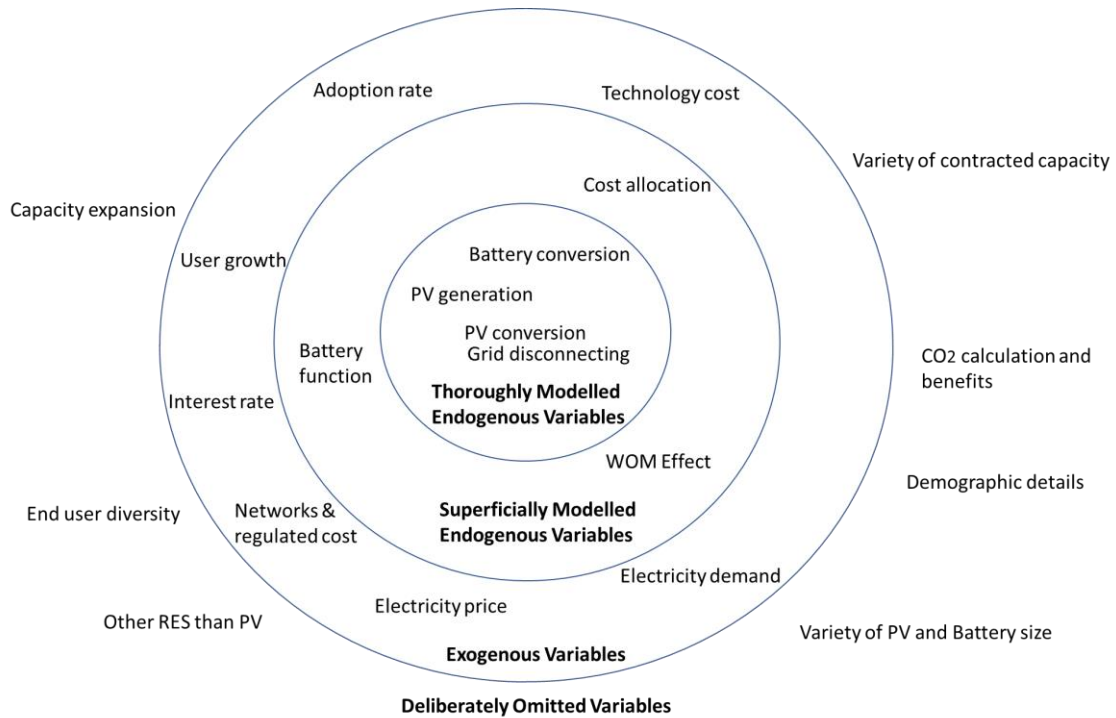 Adoption rate
Technology cost
Variety of contracted capacity
Cost allocation
Capacity expansion
Battery conversion
User growth
PV generation
PV conversion
Grid disconnecting
Battery
function
CO2 calculation and
benefits
Thoroughly Modelled
Endogenous Variables
Interest rate
WOM Effect
Demographic details
End user diversity
Networks &
regulated cost
Superficially Modelled
Endogenous Variables
Electricity demand
Electricity price
Other RES than PV
Variety of PV and Battery size
Exogenous Variables
Deliberately Omitted Variables